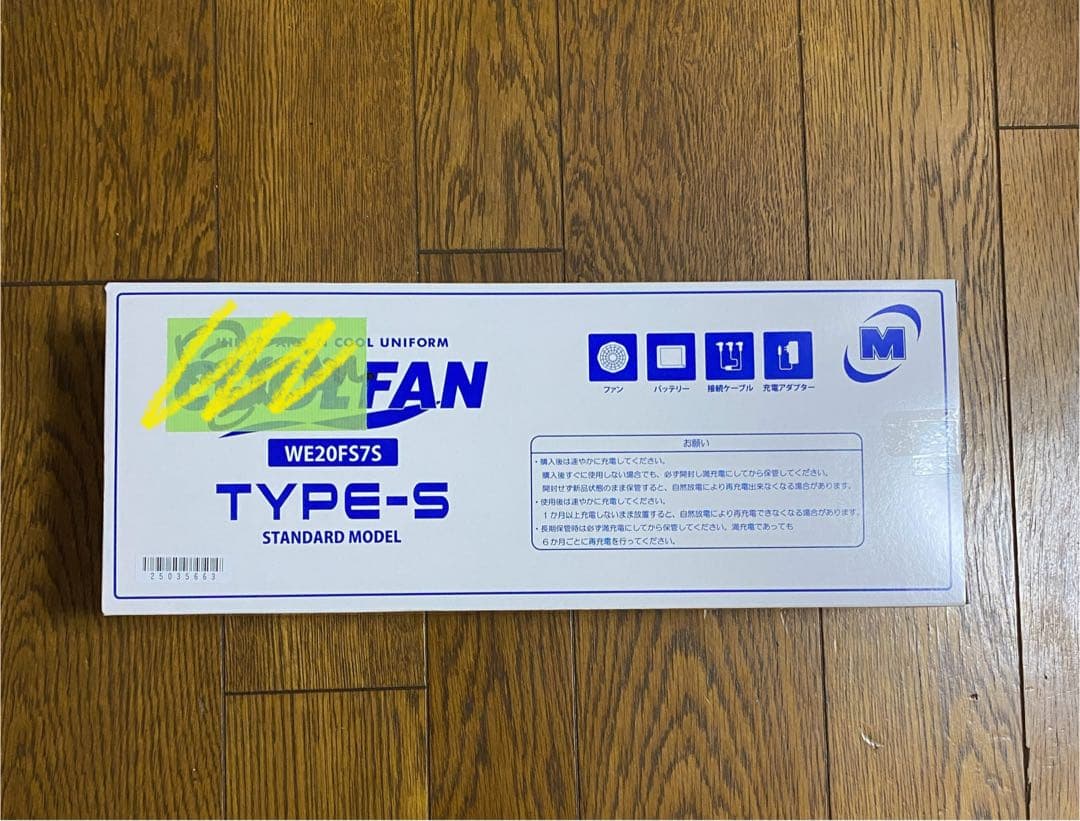 COOL UNIFORM
FAN
WE20FS7S
TYPE-S
STANDARD MODEL
25035663
ファン
バッテリー
接続ケーブル
充電アダプター
M
お願い
・購入後は速やかに充電してください。
購入後すぐに使用しない場合でも、必ず開封し満充電にしてから保管してください。
開封せず新品状態のまま保管すると、自然放電により再充電出来なくなる場合があります。
・使用後は速やかに充電してください。
1か月以上充電しないまま放置すると、自然放電により再充電できなくなる場合があります。
・長期保管時は必ず満充電にしてから保管してください。満充電であっても
6か月ごとに再充電を行ってください。